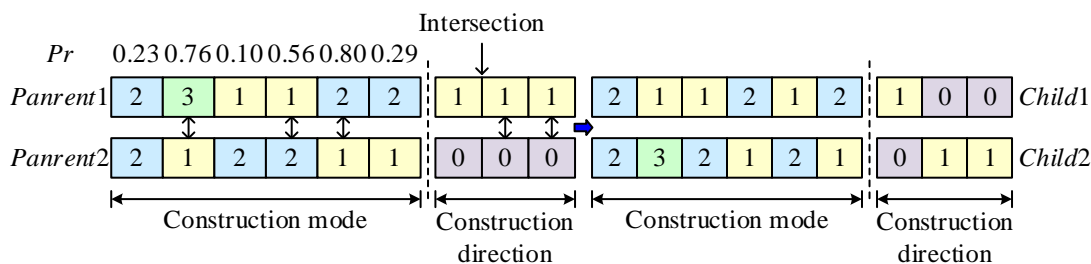 Intersection
Pr 0.23 0.76 0.10 0.56 0.80 0.29
Panrent1 2 3 1 1 2 2 1 1 1 2 1 1 2 1 2 1 0 0 Child1
Panrent2 2 1 2 2 1 1 0 0 0 2 3 2 1 2 1 0 1 1 Child2
Construction mode Construction direction Construction mode Construction direction